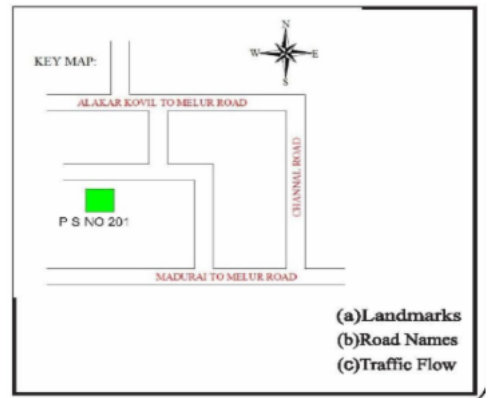 N
W E
S
KEY MAP:
ALAKAR KOVIL TO MELUR ROAD
CHANNAL ROAD
P S NO 201
MADURAI TO MELUR ROAD
(a)Landmarks
(b)Road Names
(c)Traffic Flow